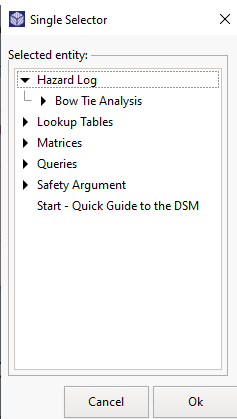 Single Selector
Selected entity:
Hazard Log
Bow Tie Analysis
Lookup Tables
Matrices
Queries
Safety Argument
Start - Quick Guide to the DSM
Cancel
Ok